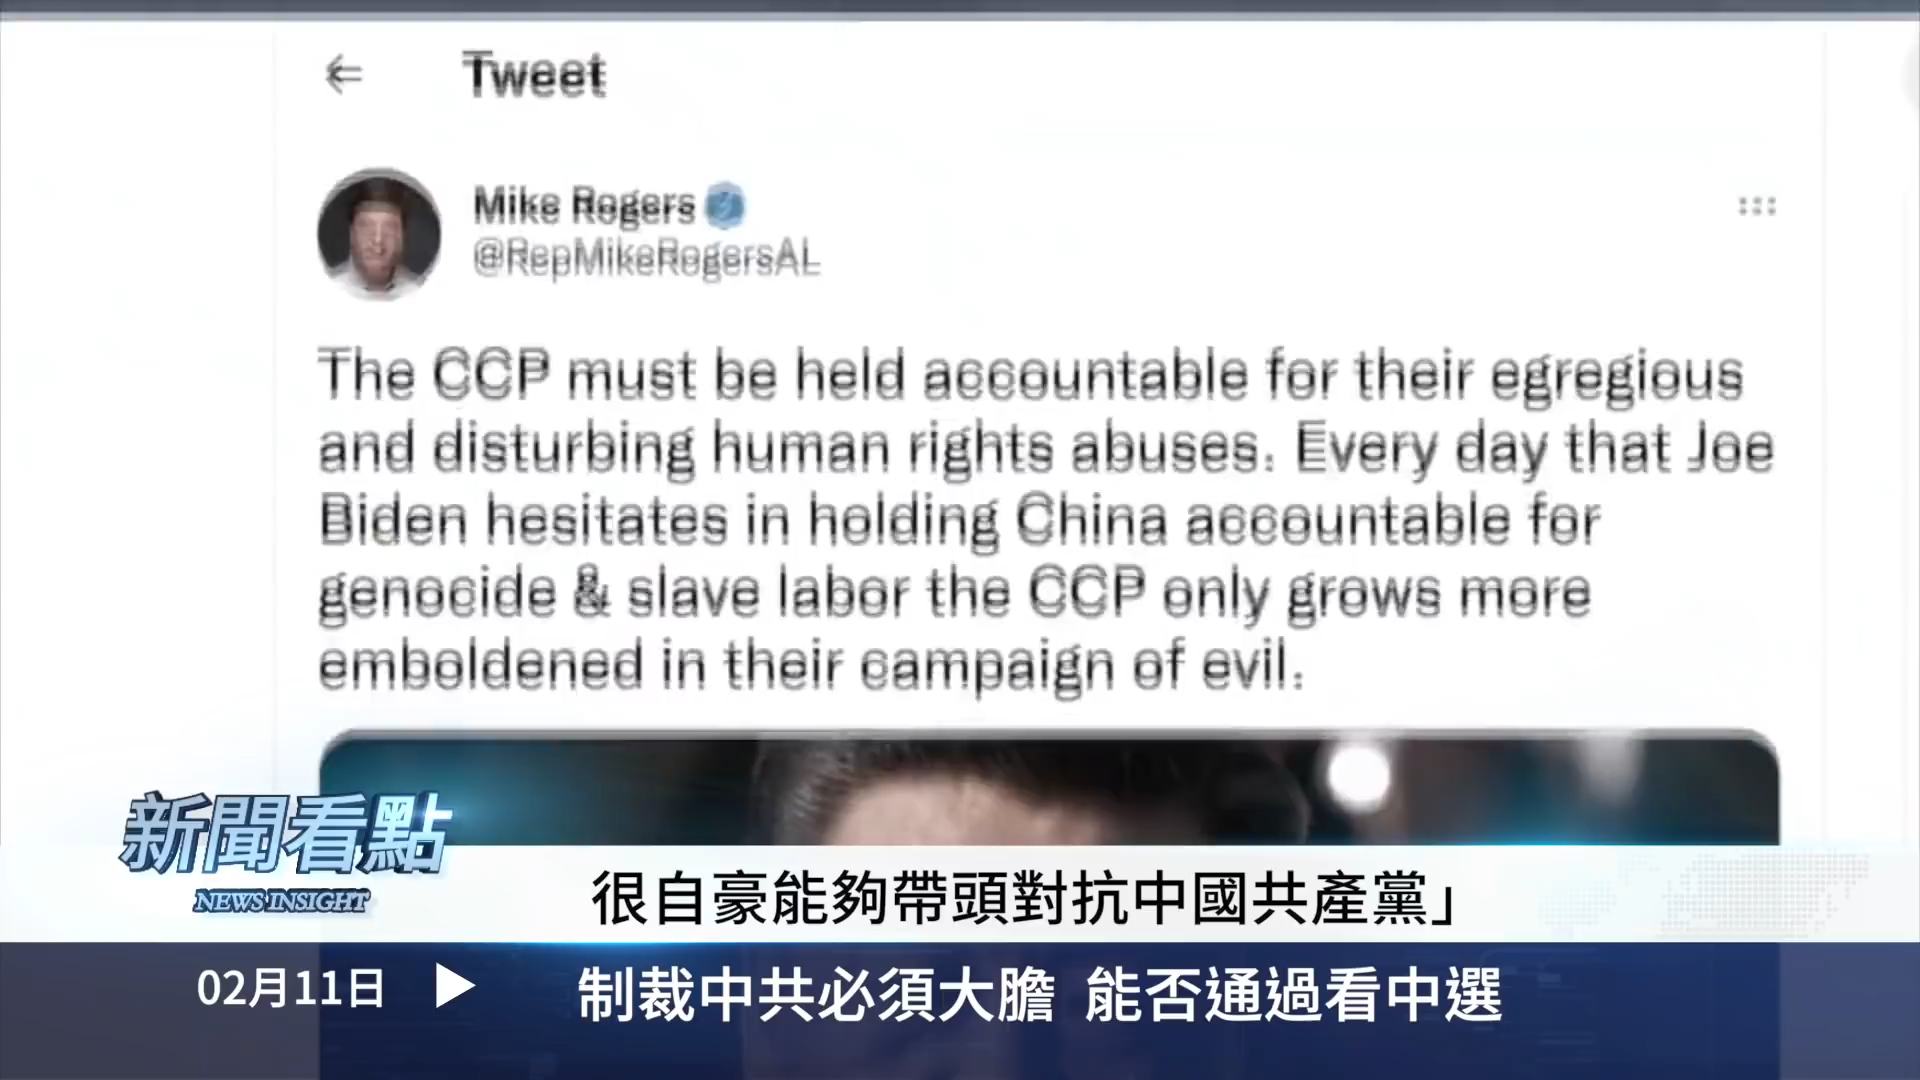 Tweet
Mike Rogers
@RepMikeRogersAL
The CCP must be held accountable for their egregious
and disturbing human rights abuses. Every day that Joe
Biden hesitates in holding China accountable for
genocide & slave labor the CCP only grows more
emboldened in their campaign of evil.
新聞看點
NEWS INSIGHT
很自豪能夠帶頭對抗中國共產黨」
02月11日
制裁中共必須大膽 能否通過看中選